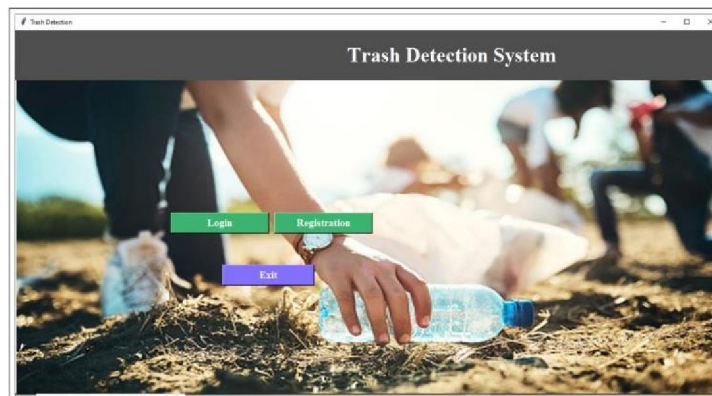 Trash Detection
Trash Detection System
Login Registration
Exit